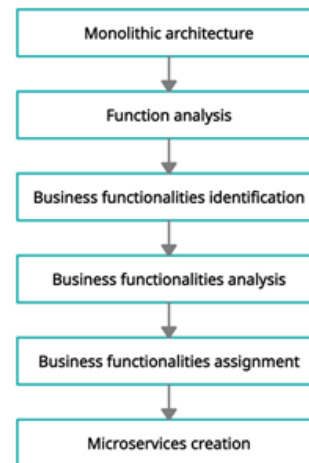 Monolithic architecture
Function analysis
Business functionalities identification
Business functionalities analysis
Business functionalities assignment
Microservices creation